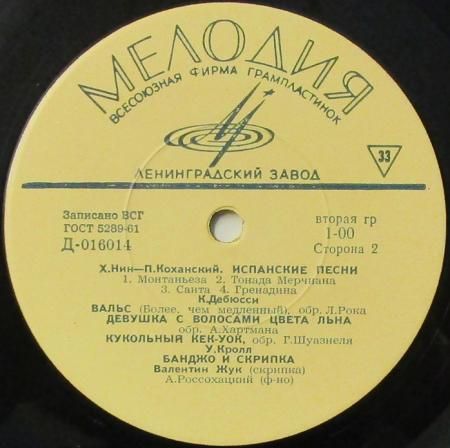 МЕЛОДИЯ
ВСЕСОЮЗНАЯ ФИРМА ГРАМПЛАСТИНОК
ЛЕНИНГРАДСКИЙ ЗАВОД
33
Записано ВСГ
ГОСТ 5289-61
Д-016014
вторая гр
1-00
Сторона 2
Х.Нин—П.Коханский. ИСПАНСКИЕ ПЕСНИ
1. Монтаньеза 2. Тонада Мерчиана
3. Саита 4. Гренадина
К.Дебюсси
ВАЛЬС (Более, чем медленный), обр. Л.Рока
ДЕВУШКА С ВОЛОСАМИ ЦВЕТА ЛЬНА
обр. А.Хартмана
КУКОЛЬНЫЙ КЕК-УОК, обр. Г.Шуазнеля
У.Кролл
БАНДЖО И СКРИПКА
Валентин Жук (скрипка)
А.Россохацкий (ф-но)